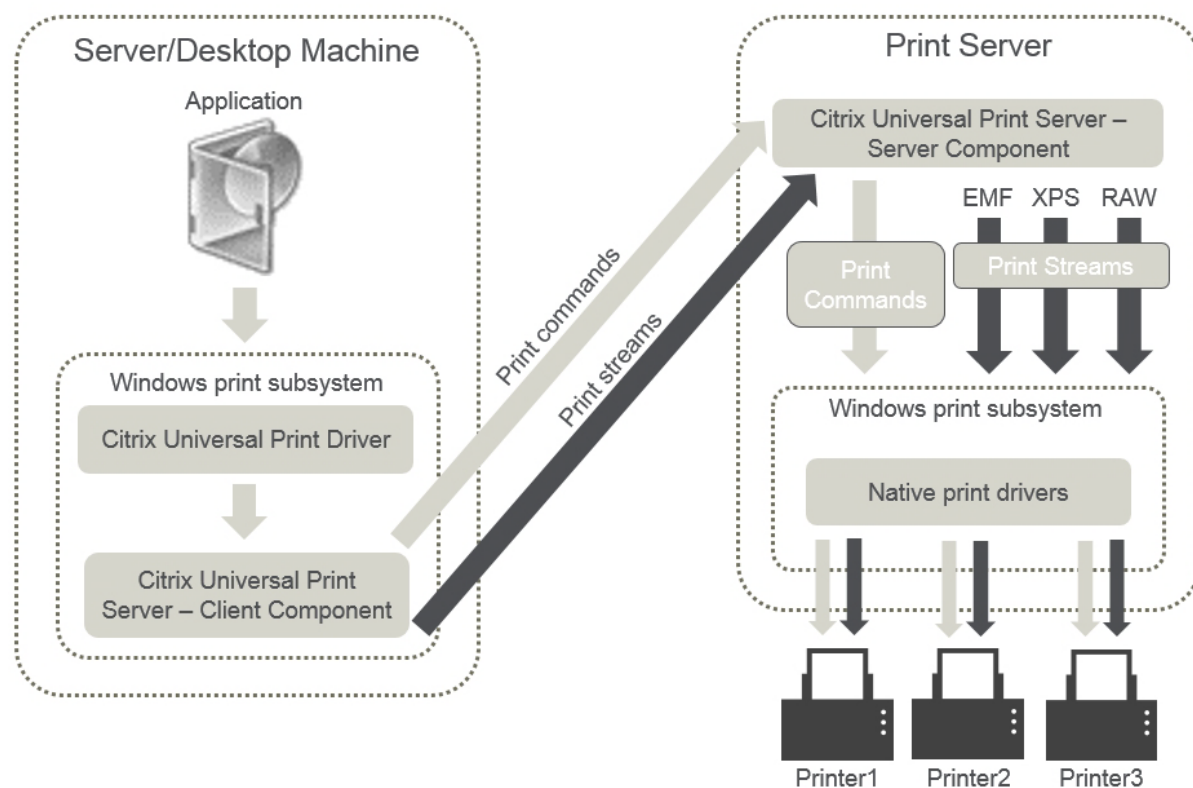 Server/Desktop Machine
Application
Windows print subsystem
Citrix Universal Print Driver
Citrix Universal Print
Server – Client Component
Print commands
Print streams
Print Server
Citrix Universal Print Server –
Server Component
EMF XPS RAW
Print
Commands
Print Streams
Windows print subsystem
Native print drivers
Printer1 Printer2 Printer3